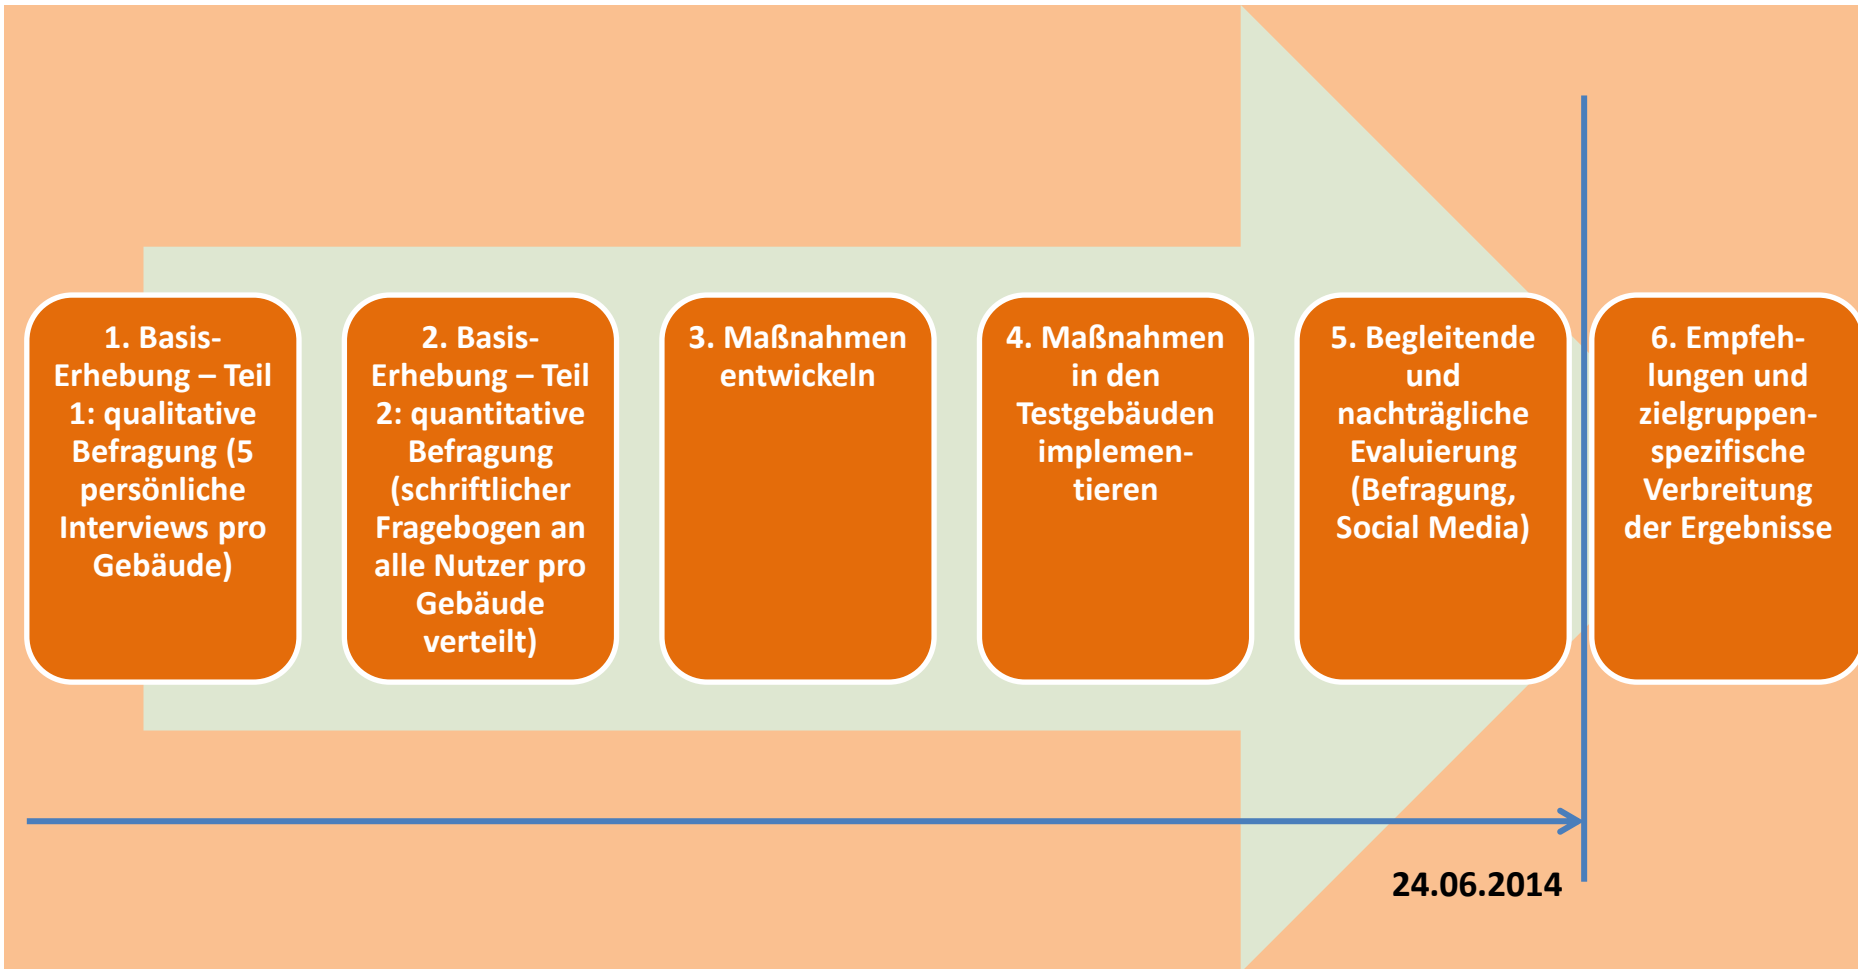 1. Basis-
Erhebung – Teil
1: qualitative
Befragung (5
persönliche
Interviews pro
Gebäude)
2. Basis-
Erhebung – Teil
2: quantitative
Befragung
(schriftlicher
Fragebogen an
alle Nutzer pro
Gebäude
verteilt)
3. Maßnahmen
entwickeln
4. Maßnahmen
in den
Testgebäuden
implemen-
tieren
5. Begleitende
und
nachträgliche
Evaluierung
(Befragung,
Social Media)
6. Empfeh-
lungen und
zielgruppen-
spezifische
Verbreitung
der Ergebnisse
24.06.2014